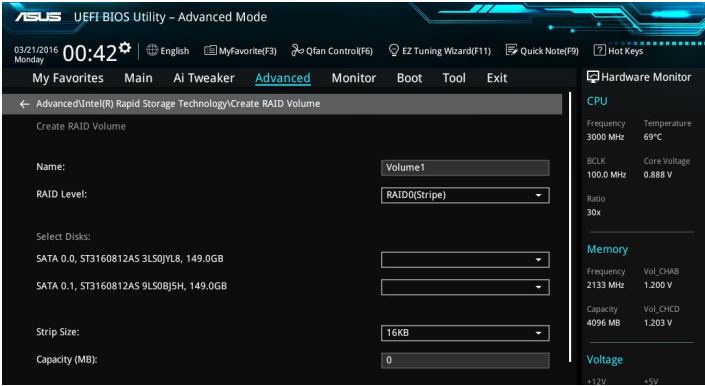 ASUS UEFI BIOS Utility – Advanced Mode
03/21/2016 Monday 00:42 English MyFavorite(F3) Qfan Control(F6) EZ Tuning Wizard(F11) Quick Note(F9) ? Hot Keys
My Favorites Main Ai Tweaker Advanced Monitor Boot Tool Exit
Hardware Monitor
← Advanced\Intel(R) Rapid Storage Technology\Create RAID Volume
Create RAID Volume
Name: Volume1
RAID Level: RAID0(Stripe)
Select Disks:
SATA 0.0, ST3160812AS 3LS0JYL8, 149.0GB
SATA 0.1, ST3160812AS 9LS0BJ5H, 149.0GB
Strip Size: 16KB
Capacity (MB): 0
CPU
Frequency Temperature
3000 MHz 69°C
BCLK Core Voltage
100.0 MHz 0.888 V
Ratio
30x
Memory
Frequency Vol_CHAB
2133 MHz 1.200 V
Capacity Vol_CHCD
4096 MB 1.203 V
Voltage
+12V +5V